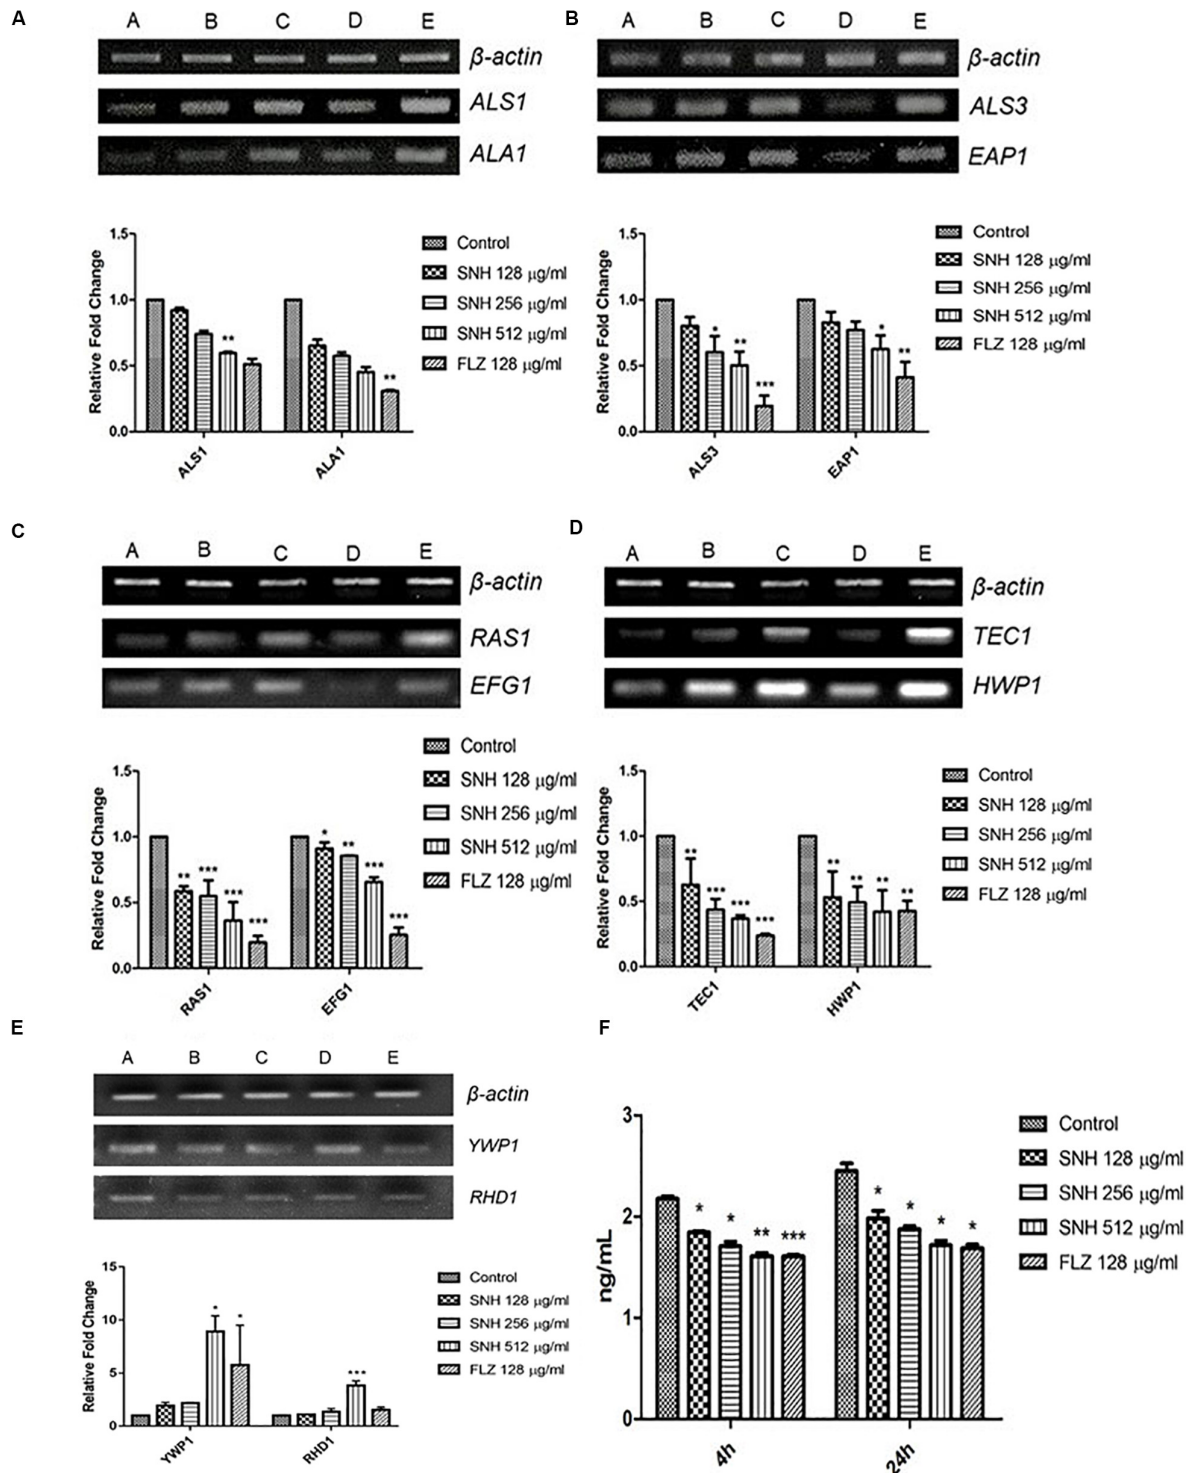 A
A B C D E
β-actin
ALS1
ALA1
Relative Fold Change
1.5
1.0
0.5
0.0
**
**
ALS1
ALA1
Control
SNH 128 µg/ml
SNH 256 µg/ml
SNH 512 µg/ml
FLZ 128 µg/ml
B
A B C D E
β-actin
ALS3
EAP1
Relative Fold Change
1.5
1.0
0.5
0.0
*
**
***
*
**
ALS3
EAP1
Control
SNH 128 µg/ml
SNH 256 µg/ml
SNH 512 µg/ml
FLZ 128 µg/ml
C
A B C D E
β-actin
RAS1
EFG1
Relative Fold Change
1.5
1.0
0.5
0.0
**
***
***
***
*
**
***
***
RAS1
EFG1
Control
SNH 128 µg/ml
SNH 256 µg/ml
SNH 512 µg/ml
FLZ 128 µg/ml
D
A B C D E
β-actin
TEC1
HWP1
Relative Fold Change
1.5
1.0
0.5
0.0
**
***
***
***
**
**
**
**
TEC1
HWP1
Control
SNH 128 µg/ml
SNH 256 µg/ml
SNH 512 µg/ml
FLZ 128 µg/ml
E
A B C D E
β-actin
YWP1
RHD1
Relative Fold Change
15
10
5
0
*
*
***
YWP1
RHD1
Control
SNH 128 µg/ml
SNH 256 µg/ml
SNH 512 µg/ml
FLZ 128 µg/ml
F
ng/mL
3
2
1
0
*
*
**
***
*
*
*
*
4h
24h
Control
SNH 128 µg/ml
SNH 256 µg/ml
SNH 512 µg/ml
FLZ 128 µg/ml